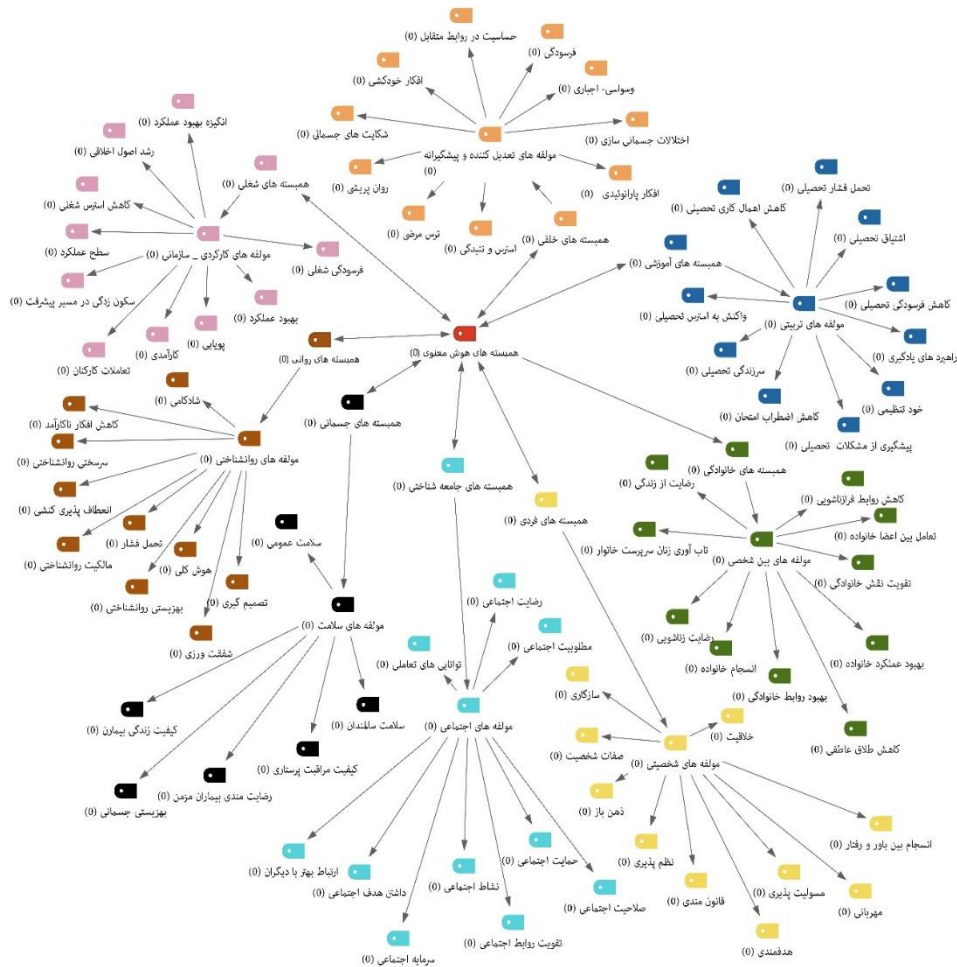 حساسیت در روابط متقابل (0)
فرسودگی (0)
افکار خودکشی (0)
وسواسی- اجباری (0)
شکایت های جسمانی (0)
اختلالات جسمانی سازی (0)
مولفه های تعدیل کننده و پیشگیرانه
(0)
روان پریشی (0)
افکار پارانوئیدی (0)
ترس مرضی (0)
استرس و تنیدگی (0)
همبسته های خلقی (0)
انگیزه بهبود عملکرد (0)
رشد اصول اخلاقی (0)
همبسته های شغلی (0)
کاهش استرس شغلی (0)
سطح عملکرد (0)
مولفه های کارکردی _ سازمانی (0)
فرسودگی شغلی (0)
سکون زدگی در مسیر پیشرفت (0)
بهبود عملکرد (0)
پویایی (0)
کارآمدی (0)
تعاملات کارکنان (0)
تحمل فشار تحصیلی (0)
کاهش اعمال کاری تحصیلی (0)
اشتیاق تحصیلی (0)
همبسته های آموزشی (0)
کاهش فرسودگی تحصیلی (0)
واکنش به استرس تحصیلی (0)
مولفه های تربیتی (0)
راهبرد های یادگیری (0)
سرزندگی تحصیلی (0)
خود تنظیمی (0)
کاهش اضطراب امتحان (0)
پیشگیری از مشکلات تحصیلی (0)
همبسته های هوش معنوی (0)
همبسته های روانی (0)
شادکامی (0)
کاهش افکار ناکارآمد (0)
مولفه های روانشناختی (0)
سرسختی روانشناختی (0)
انعطاف پذیری کنشی (0)
تحمل فشار (0)
مالکیت روانشناختی (0)
هوش کلی (0)
بهزیستی روانشناختی (0)
تصمیم گیری (0)
شفقت ورزی (0)
همبسته های جسمانی (0)
سلامت عمومی (0)
مولفه های سلامت (0)
کیفیت زندگی بیمارن (0)
سلامت سالمندان (0)
کیفیت مراقبت پرستاری (0)
رضایت مندی بیماران مزمن (0)
بهزیستی جسمانی (0)
همبسته های جامعه شناختی (0)
رضایت اجتماعی (0)
مطلوبیت اجتماعی (0)
توانایی های تعاملی (0)
مولفه های اجتماعی (0)
ارتباط بهتر با دیگران (0)
حمایت اجتماعی (0)
داشتن هدف اجتماعی (0)
نشاط اجتماعی (0)
صلاحیت اجتماعی (0)
تقویت روابط اجتماعی (0)
سرمایه اجتماعی (0)
همبسته های فردی (0)
سازگاری (0)
خلاقیت (0)
صفات شخصیت (0)
مولفه های شخصیتی (0)
ذهن باز (0)
انسجام بین باور و رفتار (0)
نظم پذیری (0)
مسولیت پذیری (0)
مهربانی (0)
قانون مندی (0)
هدفمندی (0)
همبسته های خانوادگی (0)
رضایت از زندگی (0)
کاهش روابط فرازناشویی (0)
تعامل بین اعضا خانواده (0)
تاب آوری زنان سرپرست خانوار (0)
مولفه های بین شخصی (0)
تقویت نقش خانوادگی (0)
رضایت زناشویی (0)
بهبود عملکرد خانواده (0)
انسجام خانواده (0)
بهبود روابط خانوادگی (0)
کاهش طلاق عاطفی (0)